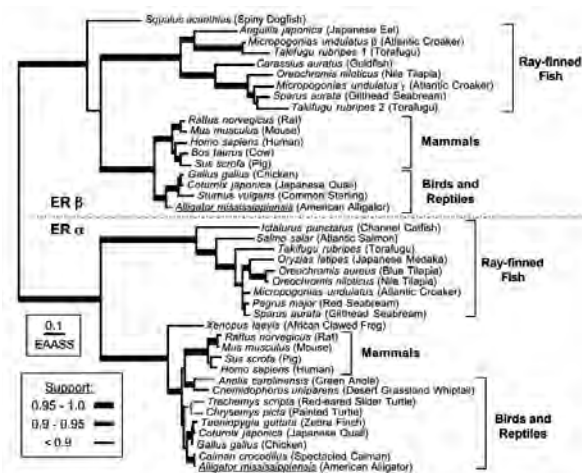 Squalus acanthius (Spiny Dogfish)
Anguilla japonica (Japanese Eel)
Micropogonias undulatus β (Atlantic Croaker)
Takifugu rubripes 1 (Torafugu)
Carassius auratus (Goldfish)
Oreochromis niloticus (Nile Tilapia)
Micropogonias undulatus γ (Atlantic Croaker)
Sparus aurata (Gilthead Seabream)
Takifugu rubripes 2 (Torafugu)
Ray-finned
Fish
Rattus norvegicus (Rat)
Mus musculus (Mouse)
Homo sapiens (Human)
Bos taurus (Cow)
Sus scrofa (Pig)
Mammals
Gallus gallus (Chicken)
Coturnix japonica (Japanese Quail)
Sturnus vulgaris (Common Starling)
Alligator mississippiensis (American Alligator)
Birds and
Reptiles
ER β
ER α
Ictalurus punctatus (Channel Catfish)
Salmo salar (Atlantic Salmon)
Takifugu rubripes (Torafugu)
Oryzias latipes (Japanese Medaka)
Oreochromis aureus (Blue Tilapia)
Oreochromis niloticus (Nile Tilapia)
Micropogonias undulatus (Atlantic Croaker)
Pagrus major (Red Seabream)
Sparus aurata (Gilthead Seabream)
Ray-finned
Fish
Xenopus laevis (African Clawed Frog)
Rattus norvegicus (Rat)
Mus musculus (Mouse)
Sus scrofa (Pig)
Homo sapiens (Human)
Mammals
Anolis carolinensis (Green Anole)
Cnemidophorus uniparens (Desert Grassland Whiptail)
Trachemys scripta (Red-eared Slider Turtle)
Chrysemys picta (Painted Turtle)
Taeniopygia guttata (Zebra Finch)
Coturnix japonica (Japanese Quail)
Gallus gallus (Chicken)
Caiman crocodilus (Spectacled Caiman)
Alligator mississippiensis (American Alligator)
Birds and
Reptiles
0.1
EAASS
Support:
0.95 - 1.0
0.9 - 0.95
< 0.9